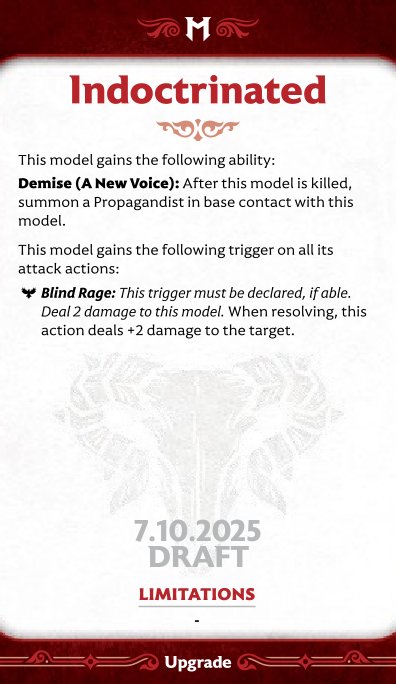 M
Indoctrinated
This model gains the following ability:
Demise (A New Voice): After this model is killed,
summon a Propagandist in base contact with this
model.
This model gains the following trigger on all its
attack actions:
Blind Rage: This trigger must be declared, if able.
Deal 2 damage to this model. When resolving, this
action deals +2 damage to the target.
7.10.2025
DRAFT
LIMITATIONS
-
Upgrade